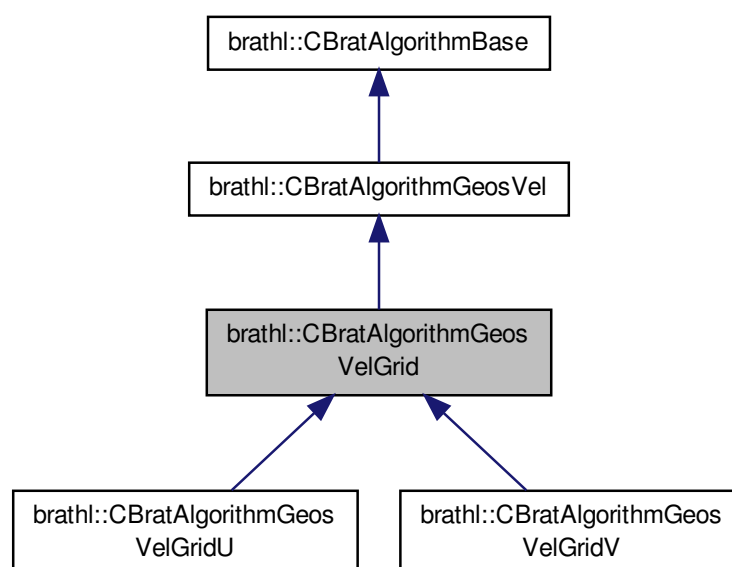 brathl::CBratAlgorithmBase
brathl::CBratAlgorithmGeosVel
brathl::CBratAlgorithmGeos
VelGrid
brathl::CBratAlgorithmGeos
VelGridU
brathl::CBratAlgorithmGeos
VelGridV